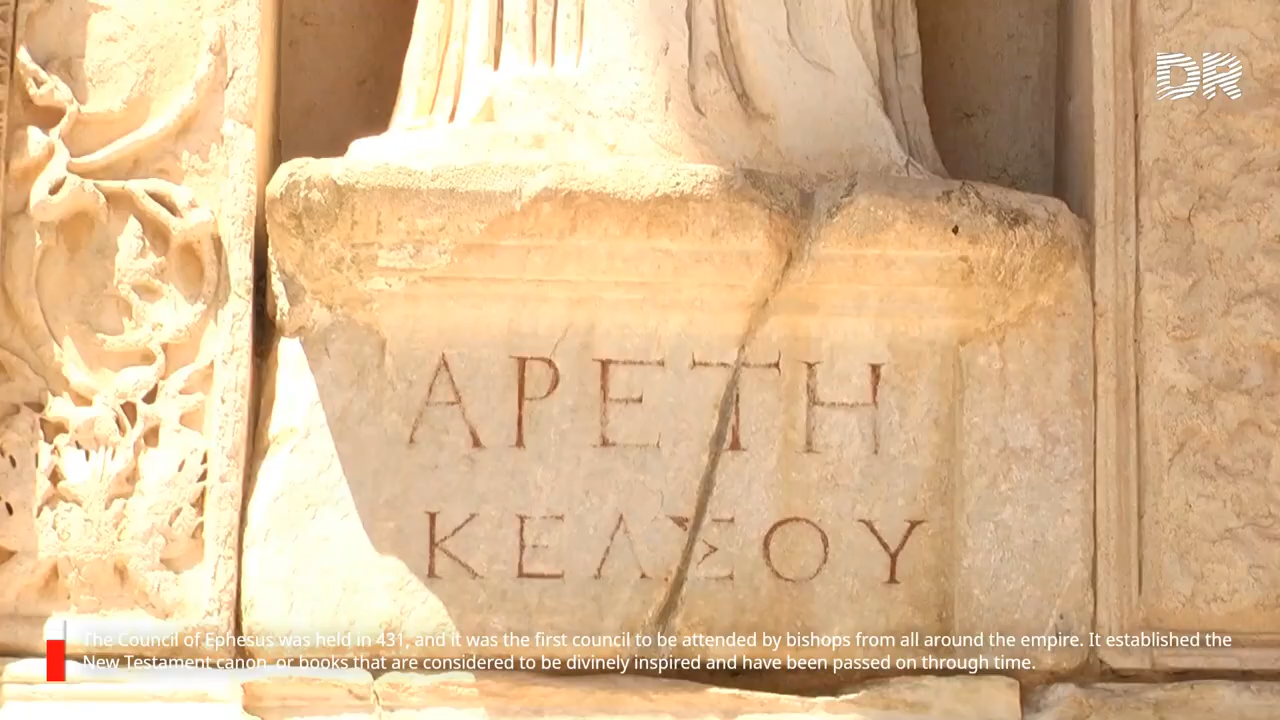 DR
ΑΡΕΤΗ
ΚΕΛΣΟΥ
The Council of Ephesus was held in 431, and it was the first council to be attended by bishops from all around the empire. It established the
New Testament canon, or books that are considered to be divinely inspired and have been passed on through time.